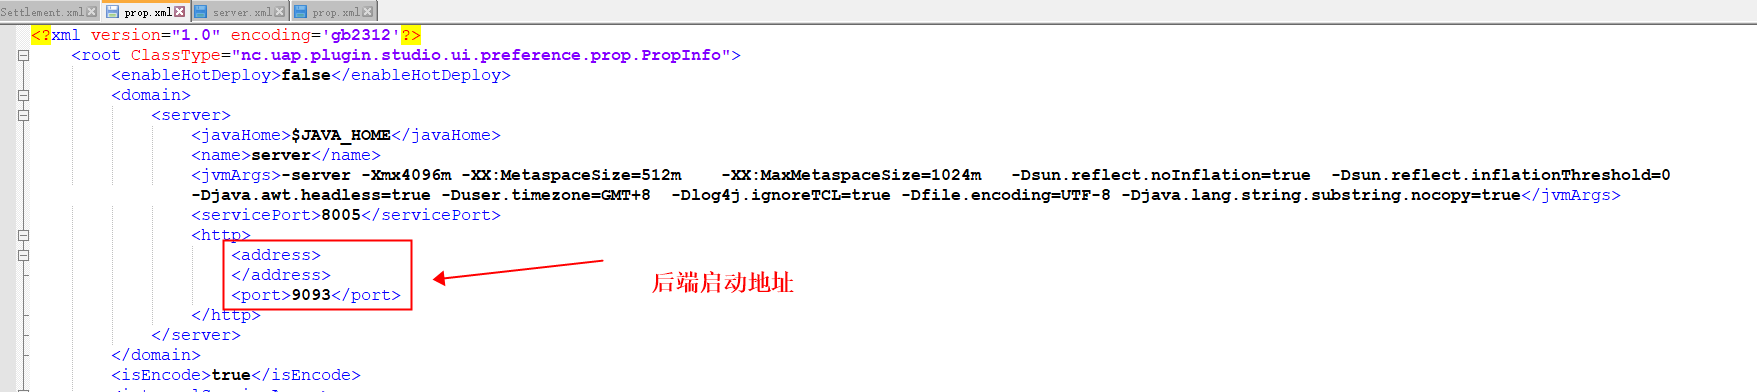 Settlement.xml prop.xml server.xml prop.xml
<?xml version="1.0" encoding='gb2312'?>
<root ClassType="nc.uap.plugin.studio.ui.preference.prop.PropInfo">
<enableHotDeploy>false</enableHotDeploy>
<domain>
<server>
<javaHome>$JAVA_HOME</javaHome>
<name>server</name>
<jvmArgs>-server -Xmx4096m -XX:MetaspaceSize=512m -XX:MaxMetaspaceSize=1024m -Dsun.reflect.noInflation=true -Dsun.reflect.inflationThreshold=0
-Djava.awt.headless=true -Duser.timezone=GMT+8 -Dlog4j.ignoreTCL=true -Dfile.encoding=UTF-8 -Djava.lang.string.substring.nocopy=true</jvmArgs>
<servicePort>8005</servicePort>
<http>
<address>
</address>
<port>9093</port>
后端启动地址
</http>
</server>
</domain>
<isEncode>true</isEncode>